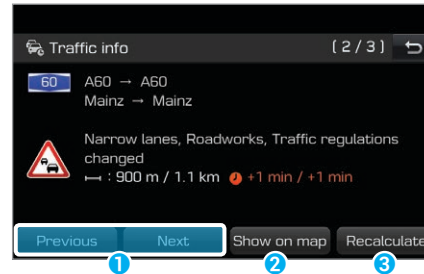 Traffic info
(2/3)
60
A60 → A60
Mainz → Mainz
Narrow lanes, Roadworks, Traffic regulations
changed
: 900 m / 1.1 km +1 min / +1 min
Previous Next Show on map Recalculate
1 2 3